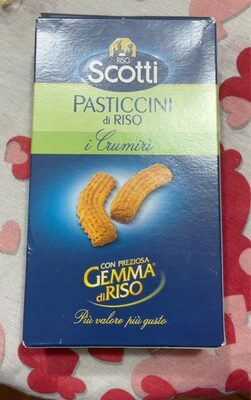 RISO
Scotti
PASTICCINI
di RISO
i Crumiri
CON PREZIOSA
GEMMA®
di RISO
Più valore più gusto